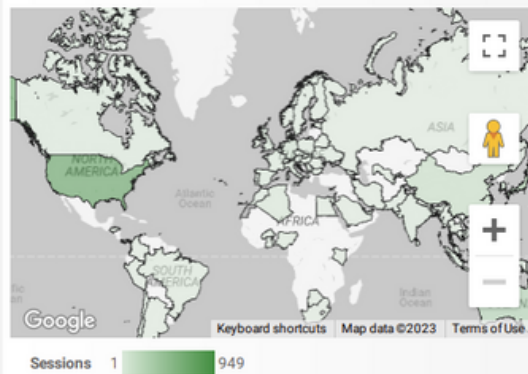 NORTH
AMERICA
ASIA
Atlantic
Ocean
AFRICA
SOUTH
AMERICA
Indian
Ocean
Google
Keyboard shortcuts
Map data ©2023
Terms of Use
Sessions 1 949